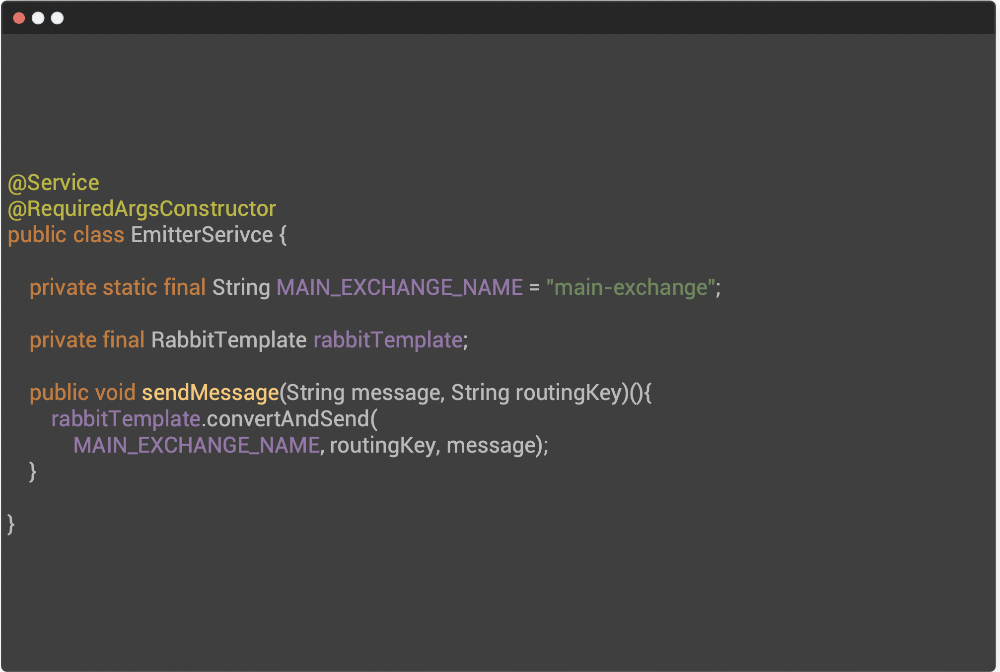 @Service
@RequiredArgsConstructor
public class EmitterSerivce {
private static final String MAIN_EXCHANGE_NAME = "main-exchange";
private final RabbitTemplate rabbitTemplate;
public void sendMessage(String message, String routingKey)(){
rabbitTemplate.convertAndSend(
MAIN_EXCHANGE_NAME, routingKey, message);
}
}